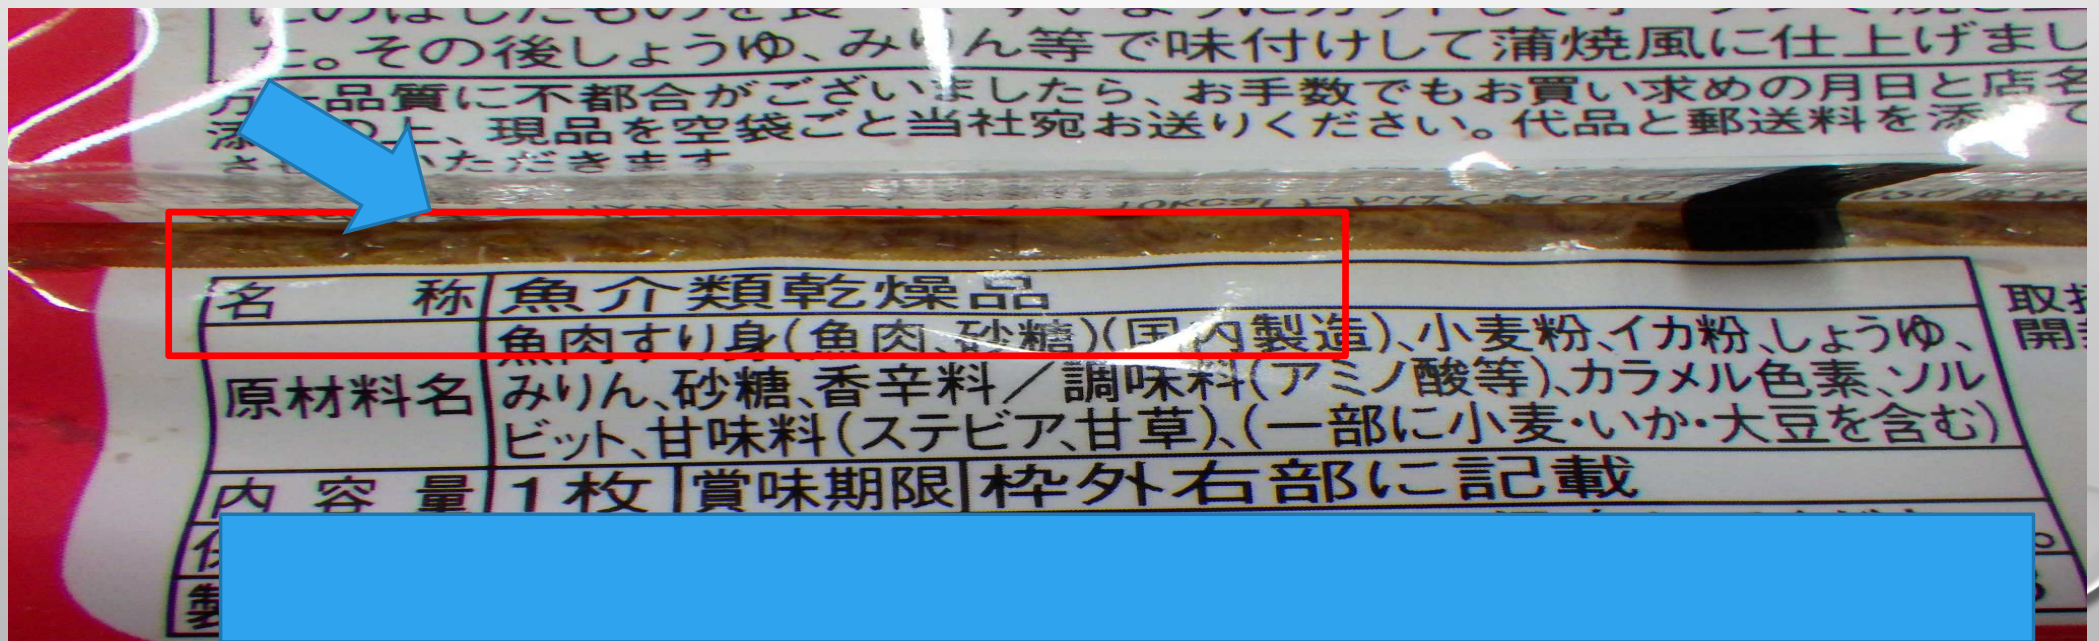 た。その後しょうゆ、みりん等で味付けして蒲焼風に仕上げまし
品質に不都合がございましたら、お手数でもお買い求めの月日と店名
上、現品を空袋ごと当社宛お送りください。代品と郵送料を添
いただきます。
10kcal
名称 魚介類乾燥品
原材料名 魚肉すり身(魚肉、砂糖)(国内製造)、小麦粉、イカ粉、しょうゆ、
みりん、砂糖、香辛料/調味料(アミノ酸等)、カラメル色素、ソル
ビット、甘味料(ステビア、甘草)、(一部に小麦・いか・大豆を含む)
内容量 1枚 賞味期限 枠外右部に記載
取
開
製